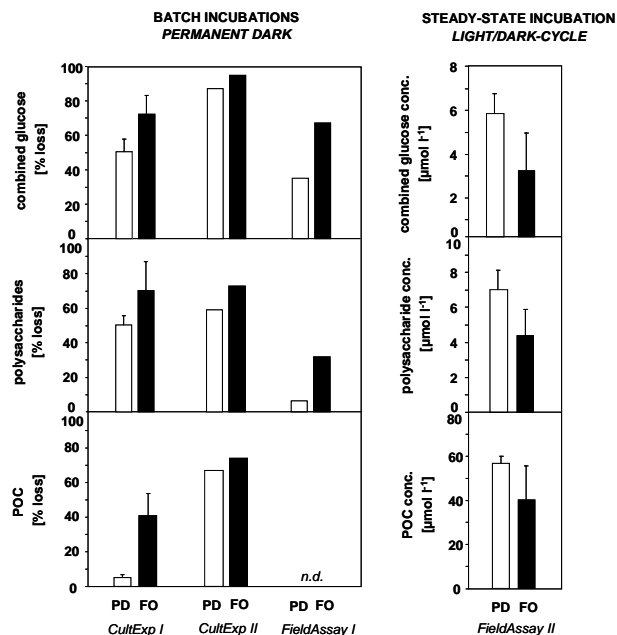 BATCH INCUBATIONS
PERMANENT DARK
STEADY-STATE INCUBATION
LIGHT/DARK-CYCLE
combined glucose
[% loss]
100
80
60
40
20
0
combined glucose conc.
[µmol l-1]
8
6
4
2
0
polysaccharides
[% loss]
100
80
60
40
20
0
polysaccharide conc.
[µmol l-1]
10
8
6
4
2
0
POC
[% loss]
100
80
60
40
20
0
n.d.
POC conc.
[µmol l-1]
80
60
40
20
0
PD FO PD FO PD FO
CultExp I CultExp II FieldAssay I
PD FO
FieldAssay II